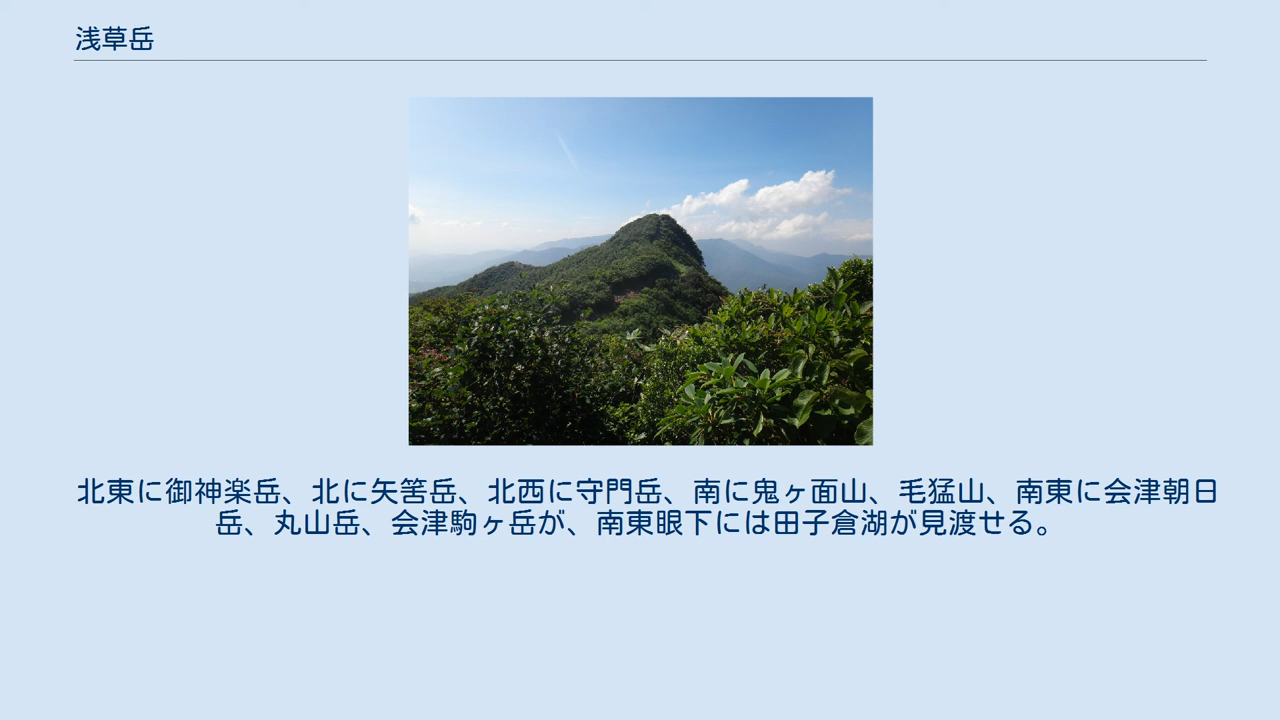 浅草岳
北東に御神楽岳、北に矢筈岳、北西に守門岳、南に鬼ヶ面山、毛猛山、南東に会津朝日
岳、丸山岳、会津駒ヶ岳が、南東眼下には田子倉湖が見渡せる。